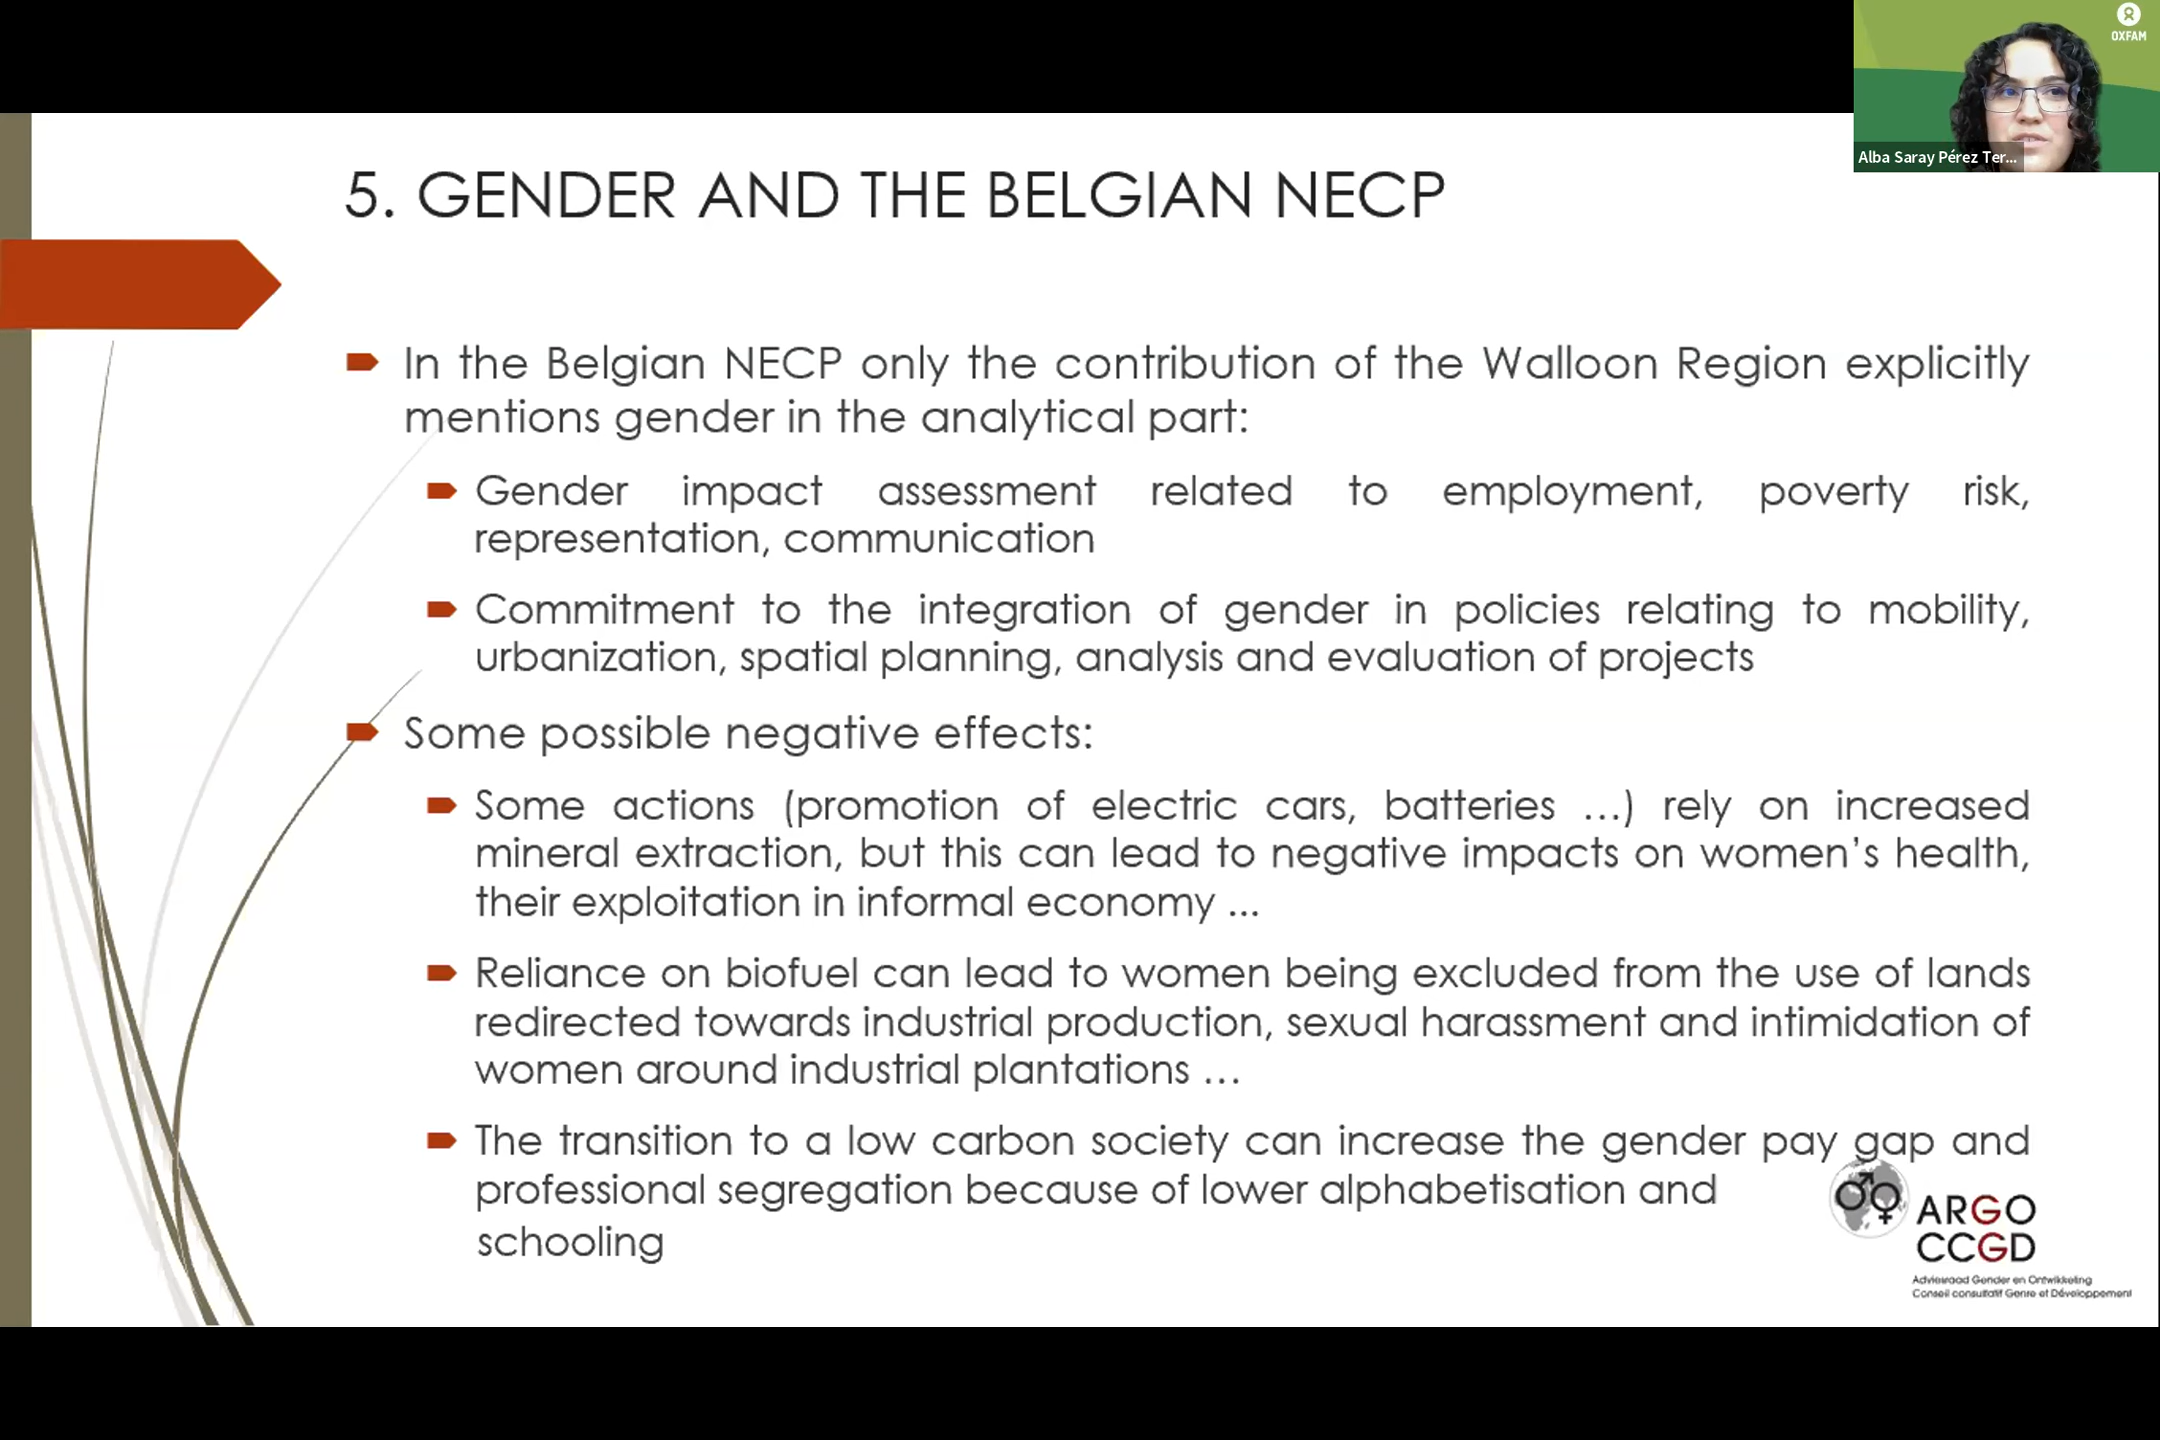 OXFAM
Alba Saray Pérez Ter...
5. GENDER AND THE BELGIAN NECP
In the Belgian NECP only the contribution of the Walloon Region explicitly
mentions gender in the analytical part:
Gender impact assessment related to employment, poverty risk,
representation, communication
Commitment to the integration of gender in policies relating to mobility,
urbanization, spatial planning, analysis and evaluation of projects
Some possible negative effects:
Some actions (promotion of electric cars, batteries …) rely on increased
mineral extraction, but this can lead to negative impacts on women’s health,
their exploitation in informal economy ...
Reliance on biofuel can lead to women being excluded from the use of lands
redirected towards industrial production, sexual harassment and intimidation of
women around industrial plantations …
The transition to a low carbon society can increase the gender pay gap and
professional segregation because of lower alphabetisation and
schooling
ARGO
CCGD
Adviesraad Gender en Ontwikkeling
Conseil consultatif Genre et Développement